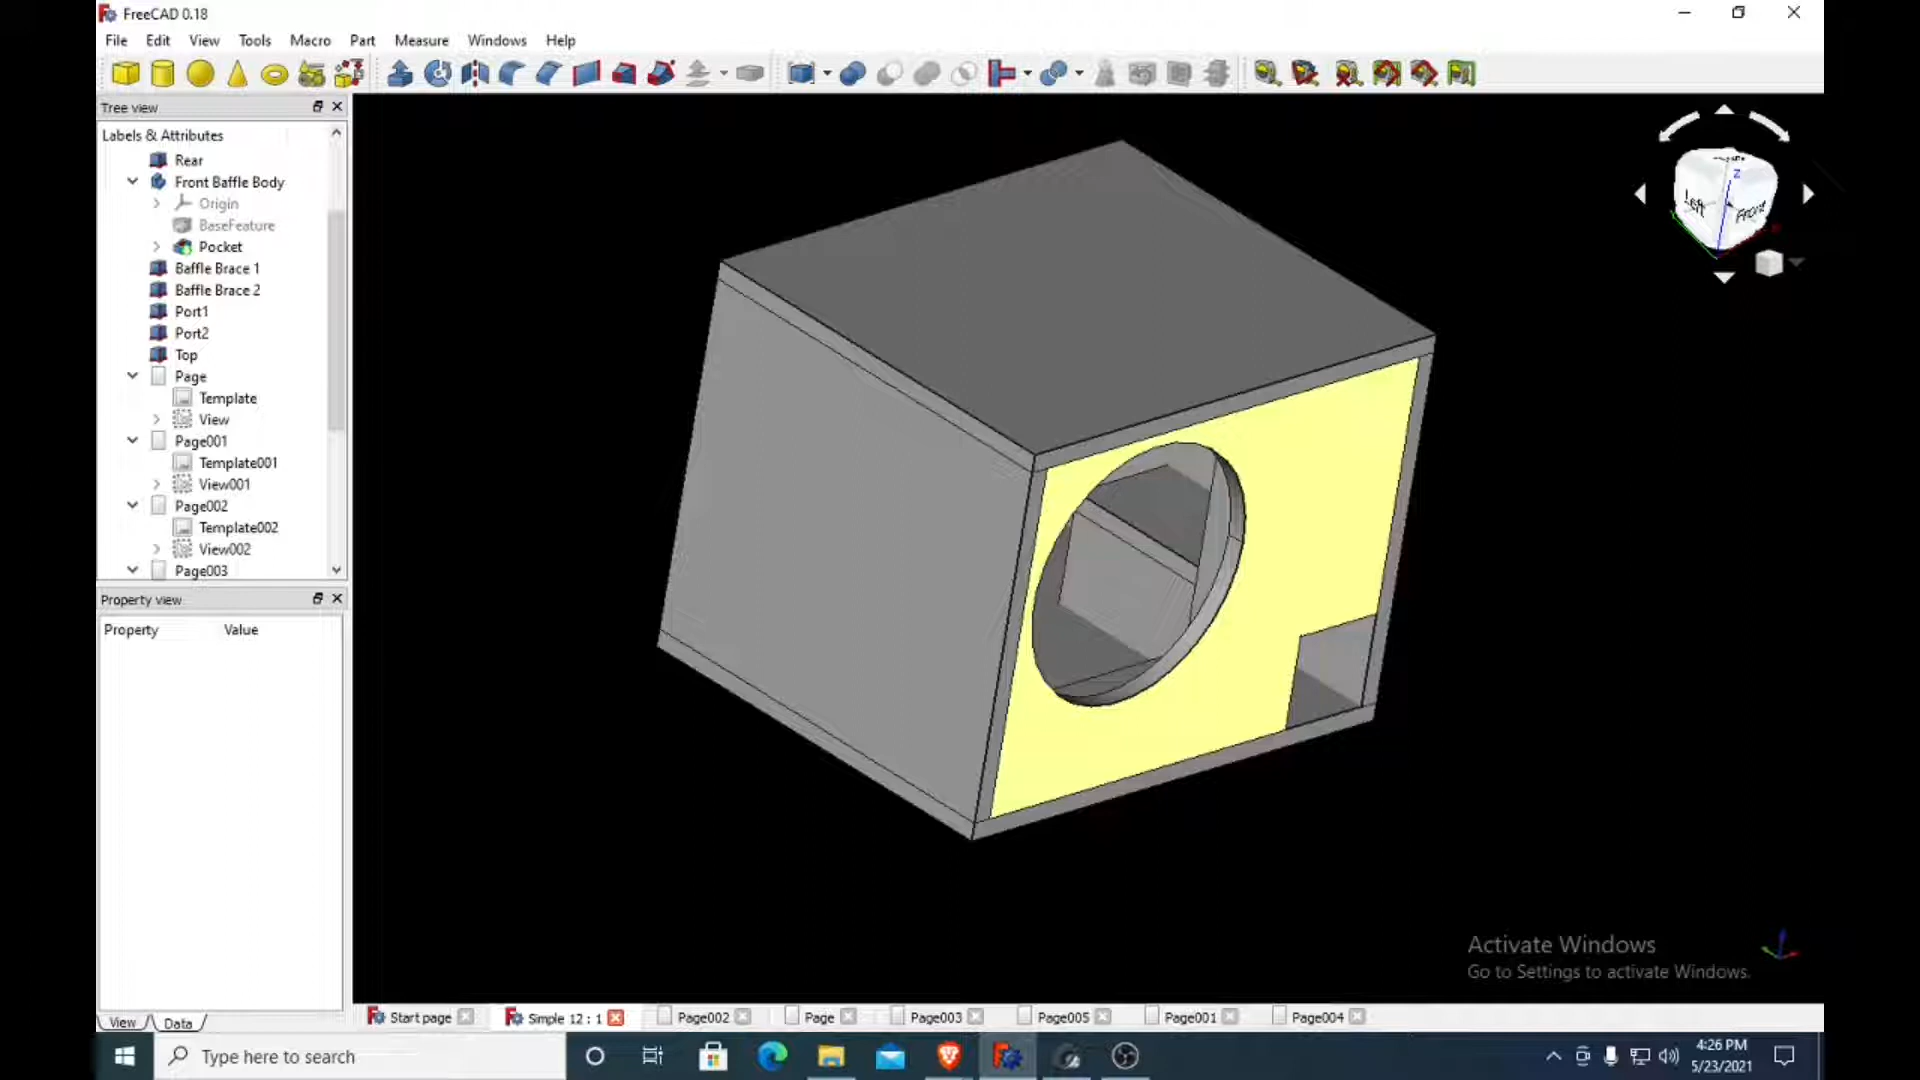 FreeCAD 0.18
File Edit View Tools Macro Part Measure Windows Help
Tree view
Labels & Attributes
Rear
Front Baffle Body
Origin
BaseFeature
Pocket
Baffle Brace 1
Baffle Brace 2
Port1
Port2
Top
Page
Template
View
Page001
Template001
View001
Page002
Template002
View002
Page003
Property view
Property Value
View Data
Left
Front
Z
Activate Windows
Go to Settings to activate Windows.
Start page Simple 12 : 1 Page002 Page Page003 Page005 Page001 Page004
Type here to search
4:26 PM
5/23/2021